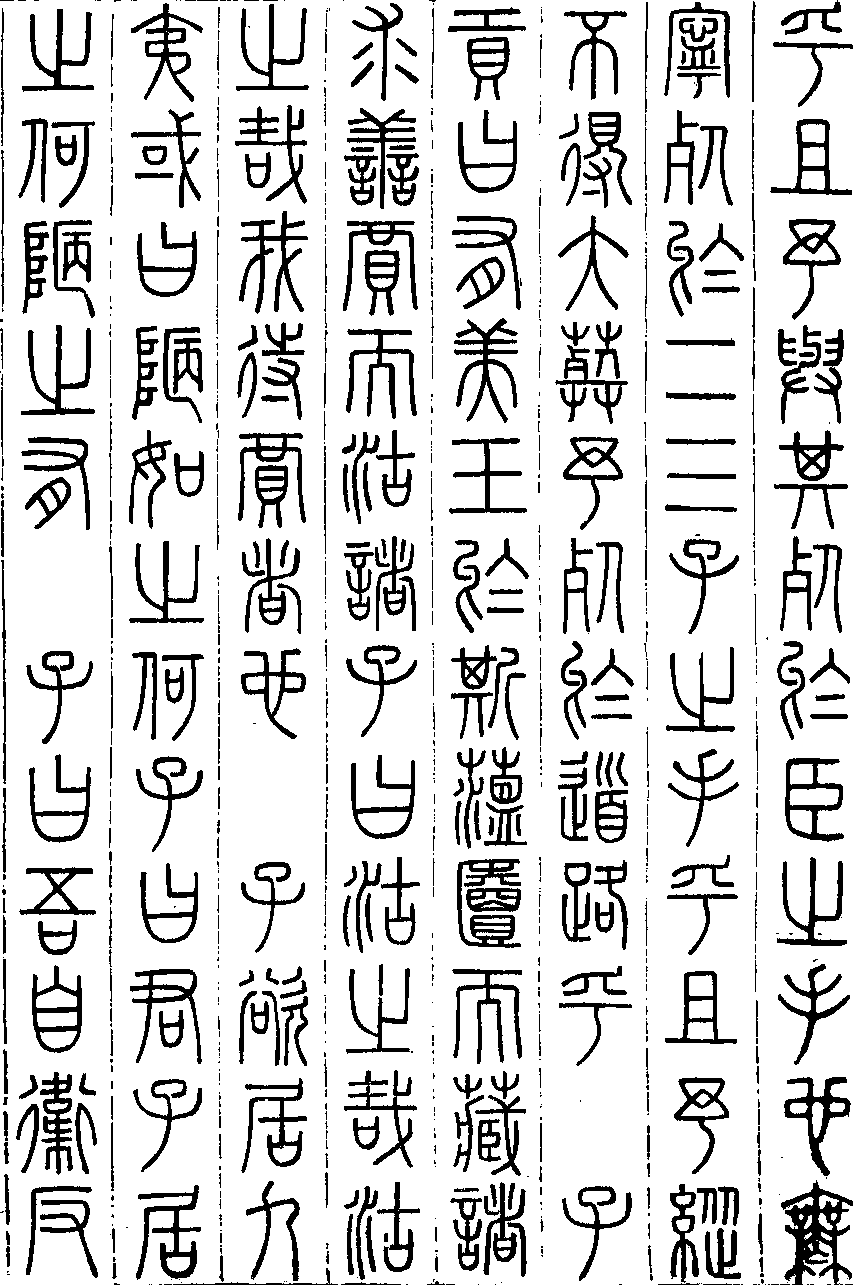 乎且予與其死於臣之手也無
寧死於二三子之手乎且予縱
不得大葬予死於道路乎　子
貢曰有美玉於斯薀匵而藏諸
求善賈而沽諸子曰沽之哉沽
之哉我待賈者也　子欲居九
夷或曰陋如之何子曰君子居
之何陋之有　子曰吾自衛反